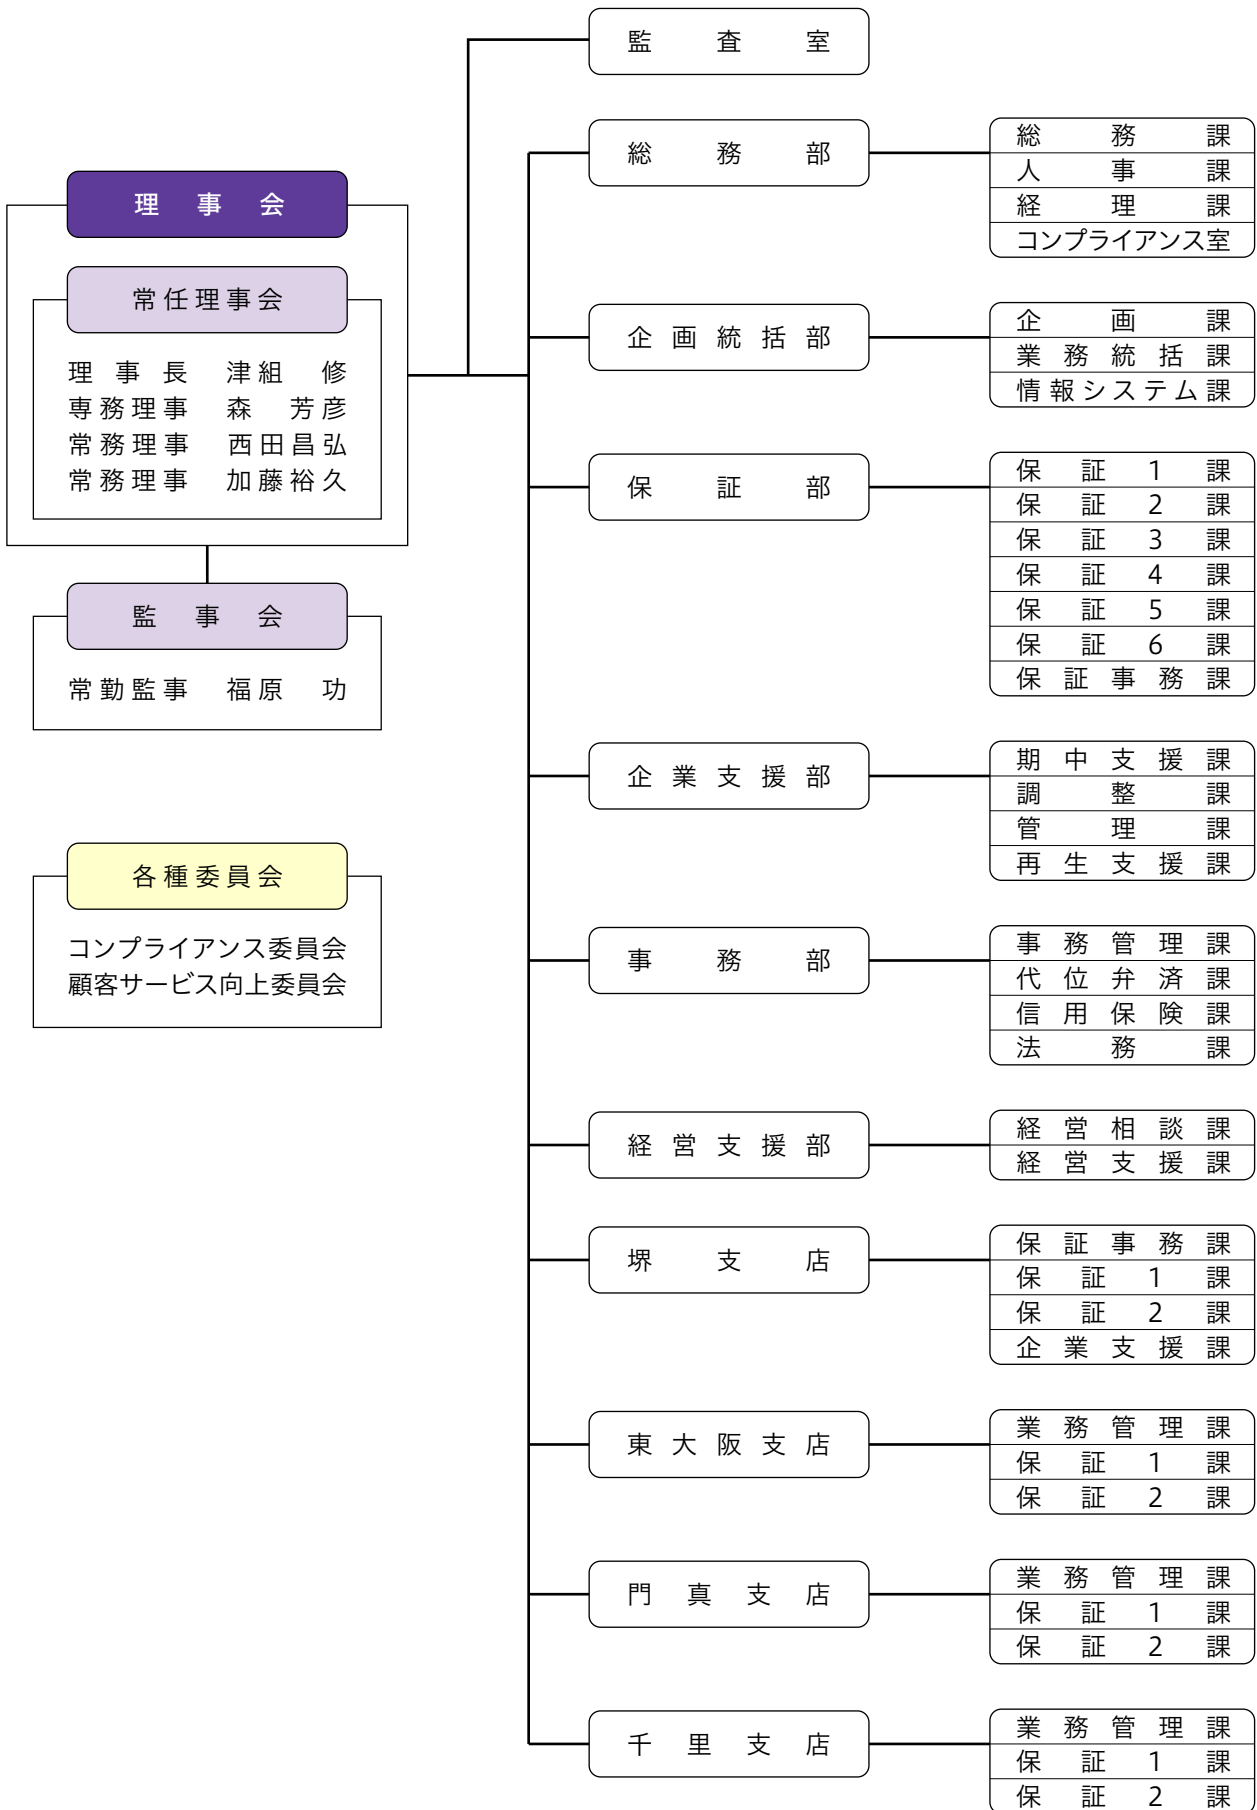 理事会
常任理事会
理事長 津組 修
専務理事 森 芳彦
常務理事 西田昌弘
常務理事 加藤裕久
監事会
常勤監事 福原 功
各種委員会
コンプライアンス委員会
顧客サービス向上委員会
監査室
総務部
総務課
人事課
経理課
コンプライアンス室
企画統括部
企画課
業務統括課
情報システム課
保証部
保証1課
保証2課
保証3課
保証4課
保証5課
保証6課
保証事務課
企業支援部
期中支援課
調整課
管理課
再生支援課
事務部
事務管理課
代位弁済課
信用保険課
法務課
経営支援部
経営相談課
経営支援課
堺支店
保証事務課
保証1課
保証2課
企業支援課
東大阪支店
業務管理課
保証1課
保証2課
門真支店
業務管理課
保証1課
保証2課
千里支店
業務管理課
保証1課
保証2課